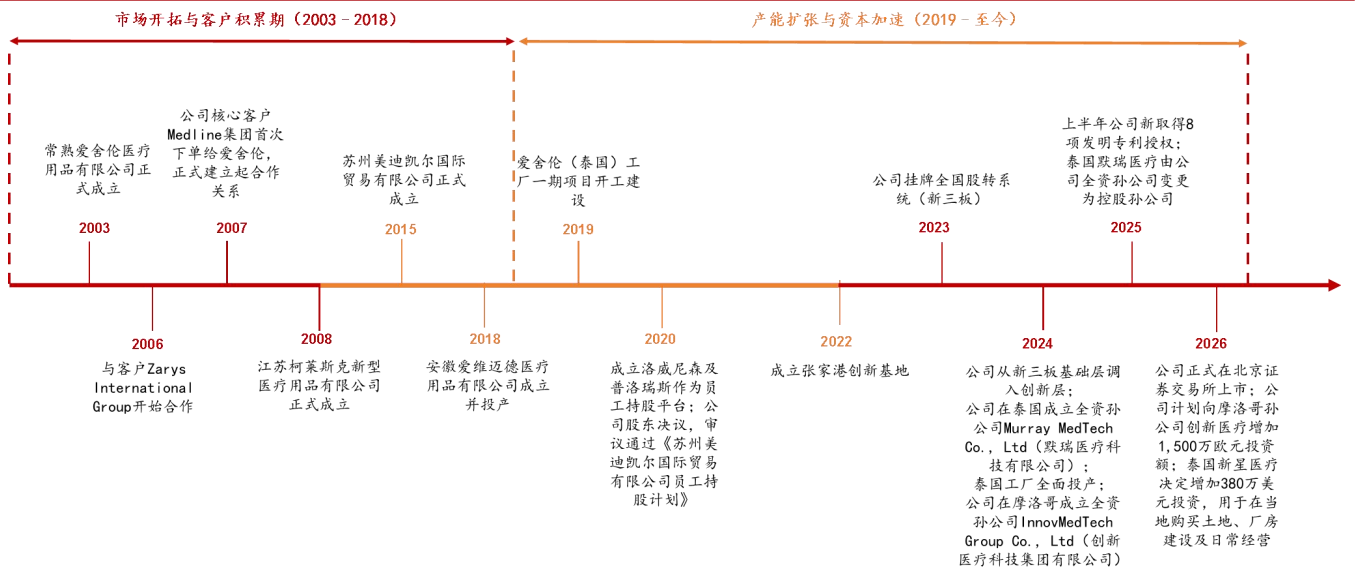 市场开拓与客户积累期（2003 - 2018）
产能扩张与资本加速（2019 - 至今）
常熟爱舍伦医疗
用品有限公司正
式成立
2003
公司核心客户
Medline集团首次
下单给爱舍伦，
正式建立起合作
关系
2007
苏州美迪凯尔国际
贸易有限公司正式
成立
2015
爱舍伦（泰国）工
厂一期项目开工建
设
2019
公司挂牌全国股转系
统（新三板）
2023
上半年公司新取得8
项发明专利授权；
泰国默瑞医疗由公
司全资孙公司变更
为控股孙公司
2025
2006
与客户Zarys
International
Group开始合作
2008
江苏柯莱斯克新型
医疗用品有限公司
正式成立
2018
安徽爱维迈德医疗
用品有限公司成立
并投产
2020
成立洛威尼森及
普洛瑞斯作为员
工持股平台；公
司股东决议，审
议通过《苏州美
迪凯尔国际贸易
有限公司员工持
股计划》
2022
成立张家港创新基地
2024
公司从新三板基础层调
入创新层；
公司在泰国成立全资孙
公司Murray MedTech
Co., Ltd（默瑞医疗科
技有限公司）；
泰国工厂全面投产；
公司在摩洛哥成立全资
孙公司InnovMedTech
Group Co., Ltd（创新
医疗科技集团有限公司）
2026
公司正式在北京证
券交易所上市；公
司计划向摩洛哥孙
公司创新医疗增加
1,500万欧元投资
额；泰国新星医疗
决定增加380万美
元投资，用于在当
地购买土地、厂房
建设及日常经营